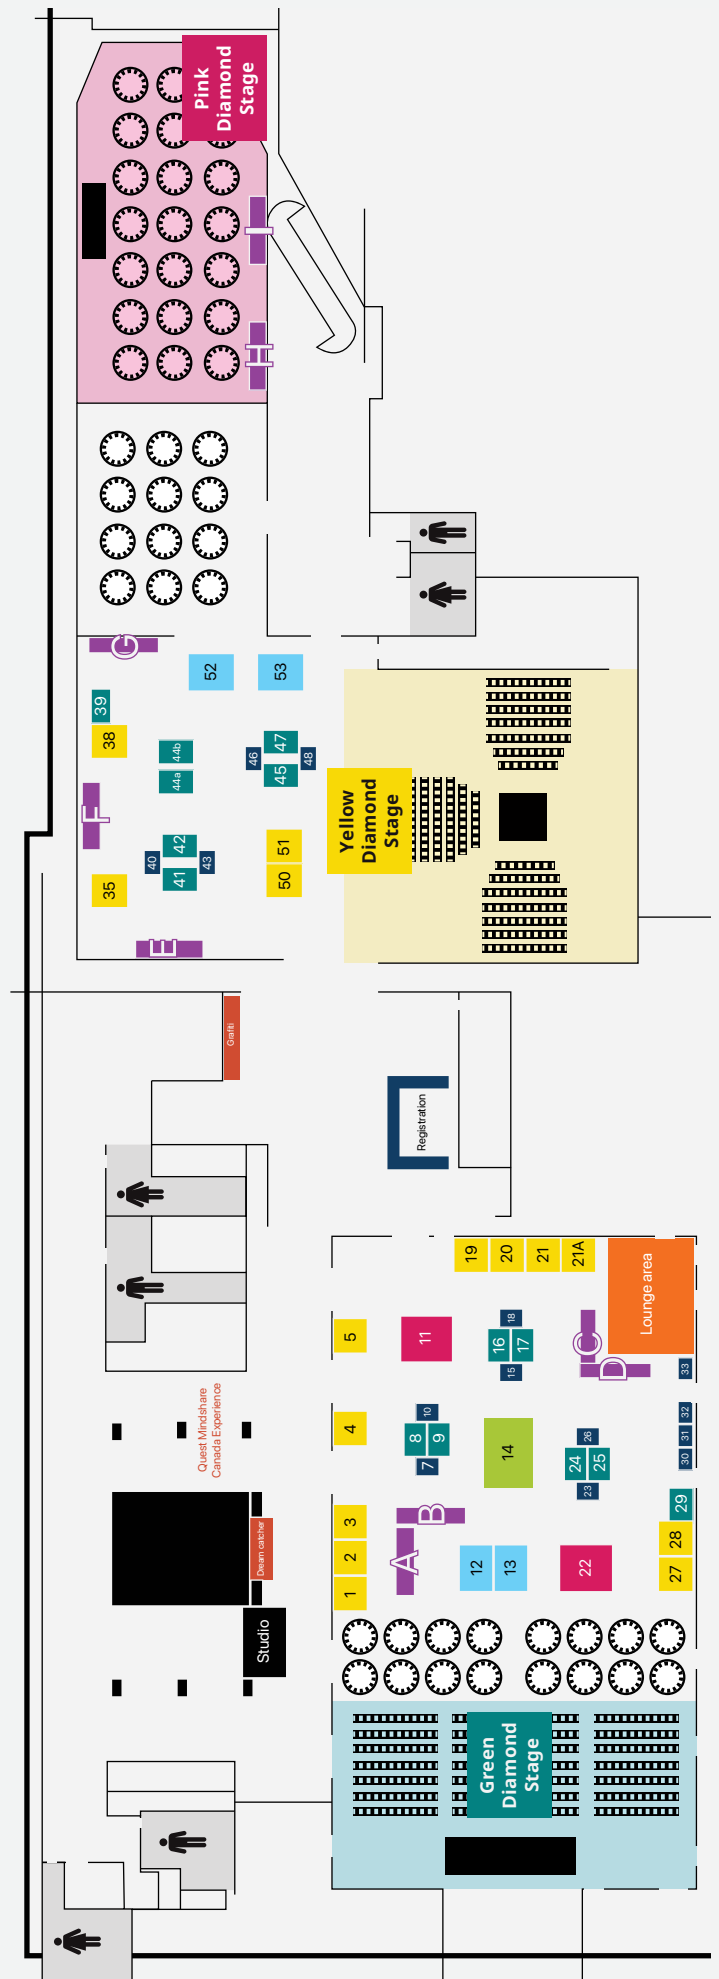 Pink
Diamond
Stage
I
H
G
52
53
39
38
44b
44a
47
46
48
45
F
Yellow
Diamond
Stage
42
40
43
41
51
50
35
E
Grafiti
Registration
19
20
21
21A
Lounge area
5
11
18
16
17
15
C
D
33
Quest Mindshare
Canada Experience
4
10
8
9
7
14
26
24
25
23
32
31
30
29
3
2
1
B
A
12
13
22
28
27
Dream catcher
Studio
Green
Diamond
Stage